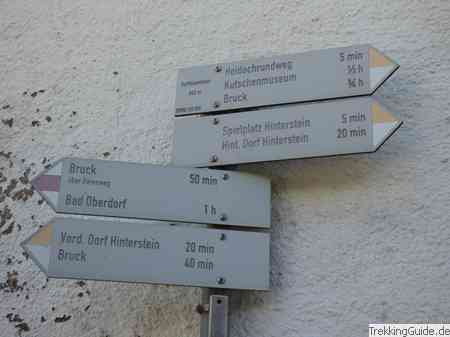 Heidachrundweg 5 min
Kutschenmuseum ½ h
Bruck ¾ h
Spielplatz Hinterstein 5 min
Hint. Dorf Hinterstein 20 min
Bruck 50 min
Bad Oberdorf 1 h
Vord. Dorf Hinterstein 20 min
Bruck 40 min
TrekkingGuide.de